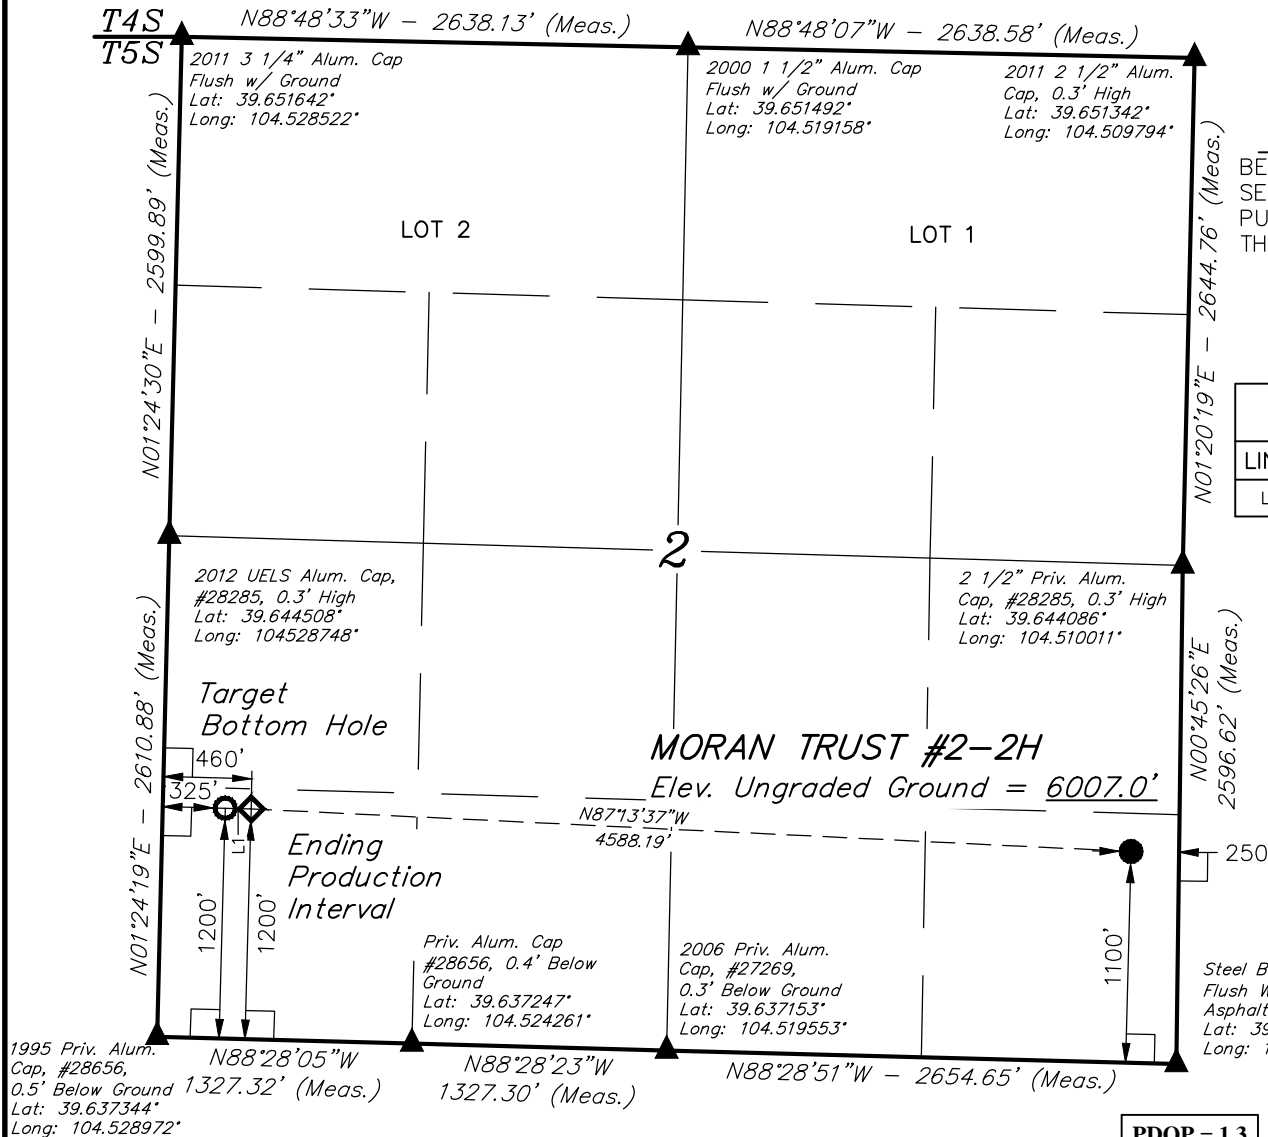 T4S
T5S
N88°48'33"W - 2638.13' (Meas.)
N88°48'07"W - 2638.58' (Meas.)
2011 3 1/4" Alum. Cap
Flush w/ Ground
Lat: 39.651642°
Long: 104.528522°
2000 1 1/2" Alum. Cap
Flush w/ Ground
Lat: 39.651492°
Long: 104.519158°
2011 2 1/2" Alum.
Cap, 0.3' High
Lat: 39.651342°
Long: 104.509794°
N01°24'30"E - 2599.89' (Meas.)
N01°20'19"E - 2644.76' (Meas.)
BE
SE
PU
TH
LOT 2
LOT 1
LIN
L
2
2012 UELS Alum. Cap,
#28285, 0.3' High
Lat: 39.644508°
Long: 104528748°
2 1/2" Priv. Alum.
Cap, #28285, 0.3' High
Lat: 39.644086°
Long: 104.510011°
N01°24'19"E - 2610.88' (Meas.)
N00°45'26"E
2596.62' (Meas.)
Target
Bottom Hole
460'
325'
MORAN TRUST #2-2H
Elev. Ungraded Ground = 6007.0'
N87°13'37"W
4588.19'
L1
Ending
Production
Interval
250
1200'
1200'
1100'
Priv. Alum. Cap
#28656, 0.4' Below
Ground
Lat: 39.637247°
Long: 104.524261°
2006 Priv. Alum.
Cap, #27269,
0.3' Below Ground
Lat: 39.637153°
Long: 104.519553°
Steel B
Flush W
Asphalt
Lat: 39
Long: 1
1995 Priv. Alum.
Cap, #28656,
0.5' Below Ground
Lat: 39.637344°
Long: 104.528972°
N88°28'05"W
1327.32' (Meas.)
N88°28'23"W
1327.30' (Meas.)
N88°28'51"W - 2654.65' (Meas.)
PDOP = 1.3